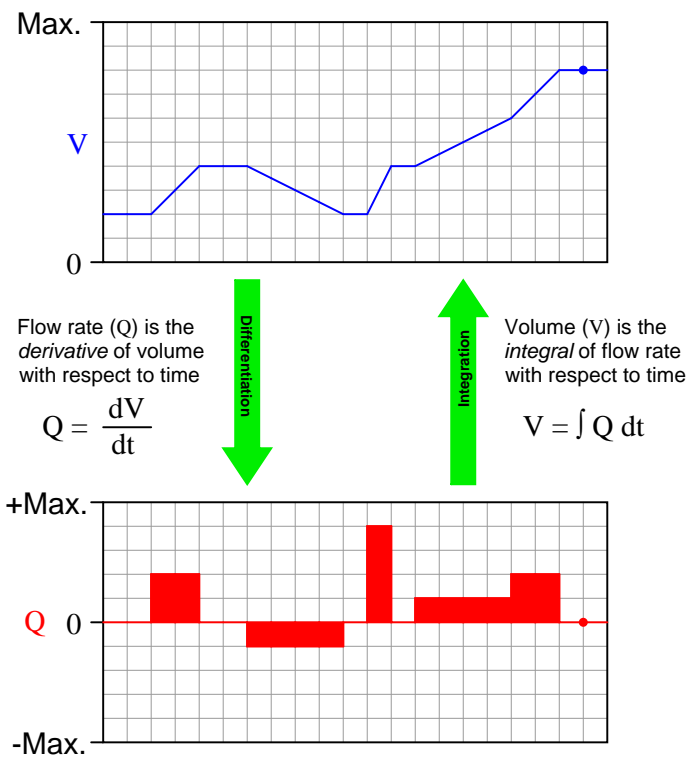 Max.
V
0
Flow rate (Q) is the
derivative of volume
with respect to time
Q = dV
dt
Differentiation
Integration
Volume (V) is the
integral of flow rate
with respect to time
V = ∫ Q dt
+Max.
Q 0
-Max.